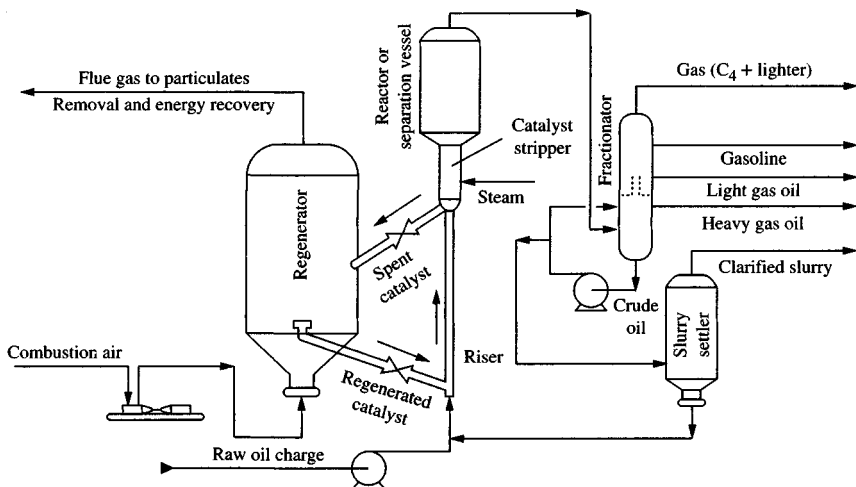 Flue gas to particulates
Removal and energy recovery
Reactor or
separation vessel
Catalyst
stripper
Steam
Regenerator
Spent
catalyst
Fractionator
Gas (C₄ + lighter)
Gasoline
Light gas oil
Heavy gas oil
Clarified slurry
Crude
oil
Slurry
settler
Riser
Regenerated
catalyst
Combustion air
Raw oil charge